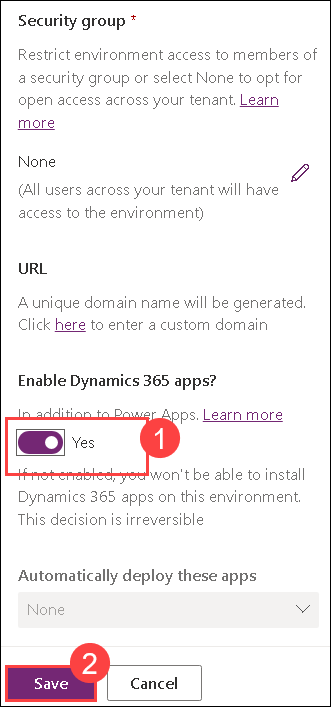 Security group *
Restrict environment access to members of
a security group or select None to opt for
open access across your tenant. Learn
more
None
(All users across your tenant will have
access to the environment)
URL
A unique domain name will be generated.
Click here to enter a custom domain
Enable Dynamics 365 apps?
In addition to Power Apps. Learn more
1
Yes
If not enabled, you won't be able to install
Dynamics 365 apps on this environment.
This decision is irreversible
Automatically deploy these apps
None
2
Save
Cancel